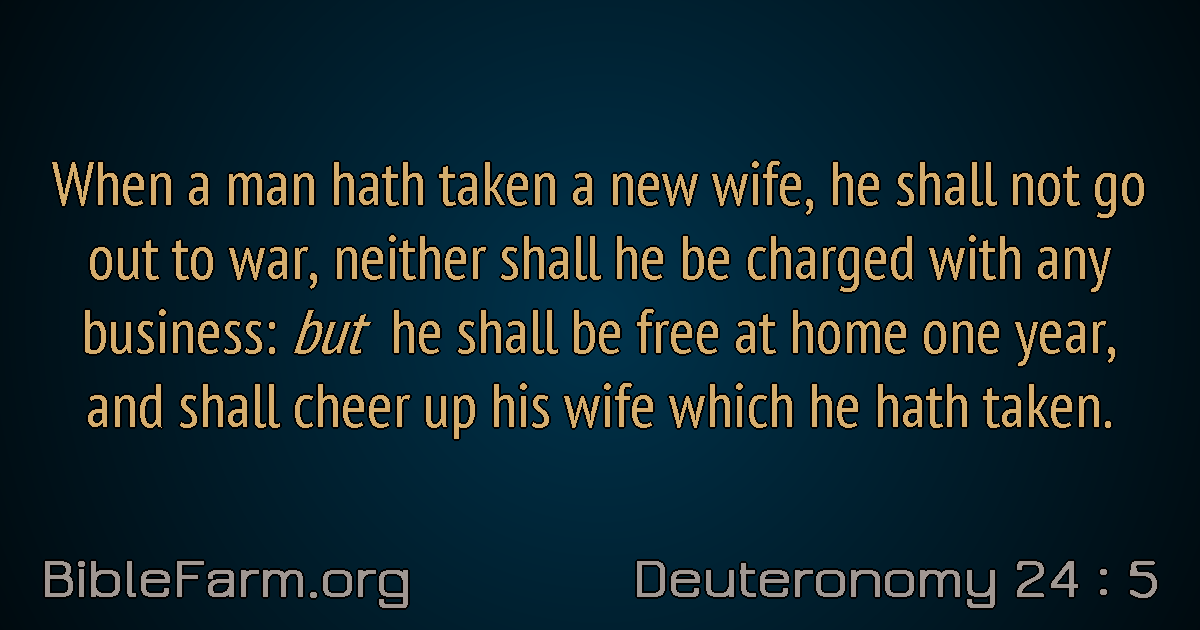 When a man hath taken a new wife, he shall not go
out to war, neither shall he be charged with any
business: but he shall be free at home one year,
and shall cheer up his wife which he hath taken.
BibleFarm.org
Deuteronomy 24 : 5